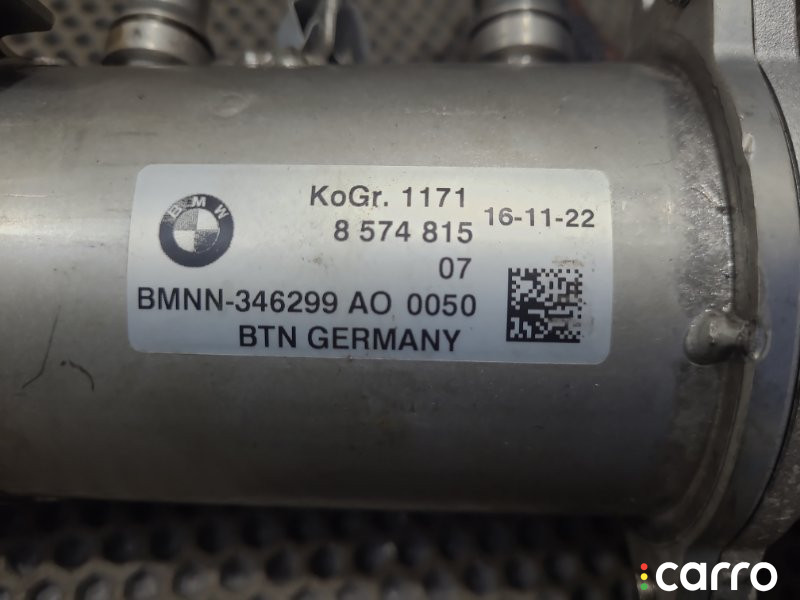 BMW
KoGr. 1171
8 574 815 16-11-22
07
BMNN-346299 AO 0050
BTN GERMANY
carro